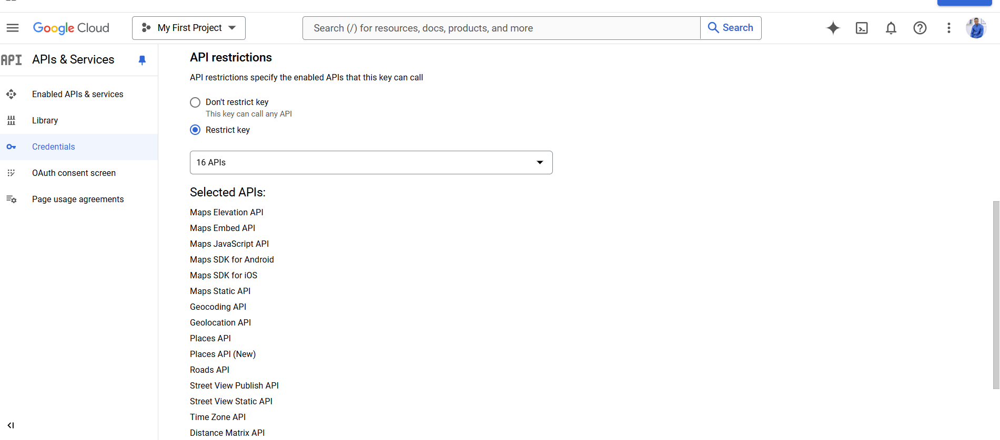 Google Cloud
My First Project
Search (/) for resources, docs, products, and more
Search
API
APIs & Services
Enabled APIs & services
Library
Credentials
OAuth consent screen
Page usage agreements
API restrictions
API restrictions specify the enabled APIs that this key can call
Don't restrict key
This key can call any API
Restrict key
16 APIs
Selected APIs:
Maps Elevation API
Maps Embed API
Maps JavaScript API
Maps SDK for Android
Maps SDK for iOS
Maps Static API
Geocoding API
Geolocation API
Places API
Places API (New)
Roads API
Street View Publish API
Street View Static API
Time Zone API
Distance Matrix API